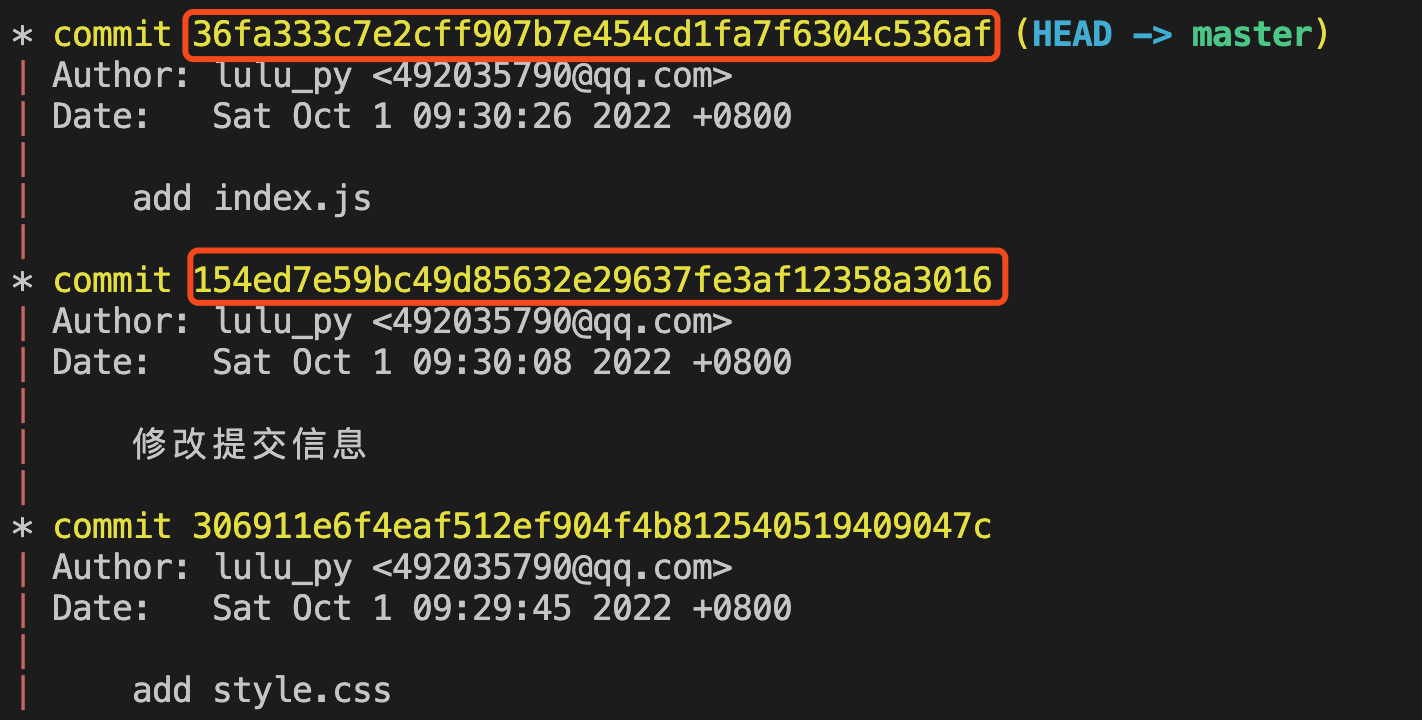 * commit 36fa333c7e2cff907b7e454cd1fa7f6304c536af (HEAD -> master)
| Author: lulu_py <492035790@qq.com>
| Date:   Sat Oct 1 09:30:26 2022 +0800
|
|     add index.js
|
* commit 154ed7e59bc49d85632e29637fe3af12358a3016
| Author: lulu_py <492035790@qq.com>
| Date:   Sat Oct 1 09:30:08 2022 +0800
|
|     修改提交信息
|
* commit 306911e6f4eaf512ef904f4b812540519409047c
| Author: lulu_py <492035790@qq.com>
| Date:   Sat Oct 1 09:29:45 2022 +0800
|
|     add style.css